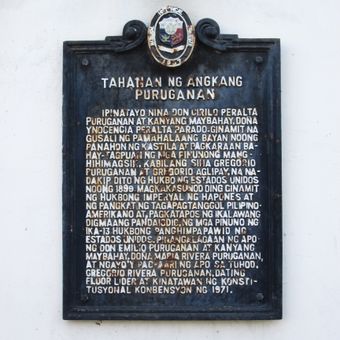 TAHANAN NG ANGKANG
PURUGANAN
IPINATAYO NINA DON CIRILO PERALTA
PURUGANAN AT KANYANG MAYBAHAY, DOÑA
YNOCENCIA PERALTA PARADO. GINAMIT NA
GUSALI NG PAMAHALAANG BAYAN NOONG
PANAHON NG KASTILA AT PAGKARAAN BA-
HAY-TAGPUAN NG MGA PINUNONG MANG-
HIHIMAGSIK, KABILANG SINA GREGORIO
PURUGANAN AT GREGORIO AGLIPAY, NA NA-
DAKIP DITO NG HUKBO NG ESTADOS UNIDOS
NOONG 1899. MAGKASUNOD DING GINAMIT
NG HUKBONG IMPERYAL NG HAPONES AT
NG PANGKAT NG TAGAPAGTANGGOL PILIPINO-
AMERIKANO AT, PAGKATAPOS NG IKALAWANG
DIGMAANG PANDAIGDIG, NG MGA PINUNO NG
IKA-13 HUKBONG PANGHIMPAPAWID NG
ESTADOS UNIDOS. PINANGALAGAAN NG APO,
NG DON EMILIO PURUGANAN AT KANYANG
MAYBAHAY, DOÑA MARIA RIVERA PURUGANAN,
AT NGAYO'Y PAG-AARI NG APO SA TUHOD,
GREGORIO RIVERA PURUGANAN, DATING
FLOOR LIDER AT KINATAWAN NG KONSTI-
TUSYONAL KONBENSYON NG 1971.